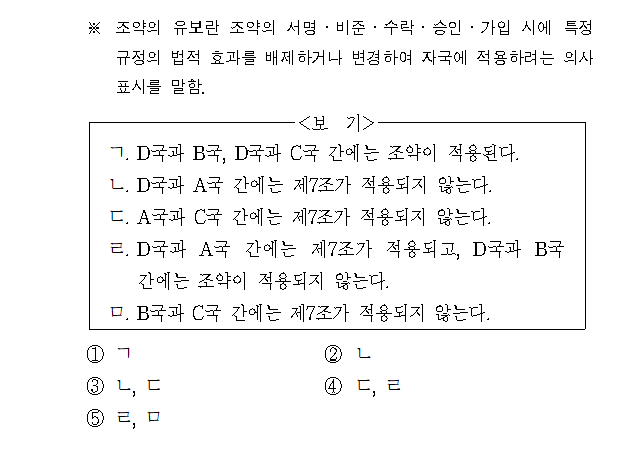 ※ 조약의 유보란 조약의 서명·비준·수락·승인·가입 시에 특정
규정의 법적 효과를 배제하거나 변경하여 자국에 적용하려는 의사
표시를 말함.
<보 기>
ㄱ. D국과 B국, D국과 C국 간에는 조약이 적용된다.
ㄴ. D국과 A국 간에는 제7조가 적용되지 않는다.
ㄷ. A국과 C국 간에는 제7조가 적용되지 않는다.
ㄹ. D국과 A국 간에는 제7조가 적용되고, D국과 B국
간에는 조약이 적용되지 않는다.
ㅁ. B국과 C국 간에는 제7조가 적용되지 않는다.
① ㄱ ② ㄴ
③ ㄴ, ㄷ ④ ㄷ, ㄹ
⑤ ㄹ, ㅁ